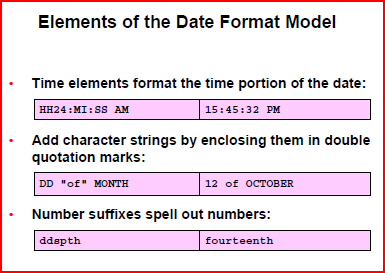 Elements of the Date Format Model
• Time elements format the time portion of the date:
HH24:MI:SS AM 15:45:32 PM
• Add character strings by enclosing them in double
quotation marks:
DD "of" MONTH 12 of OCTOBER
• Number suffixes spell out numbers:
ddspth fourteenth